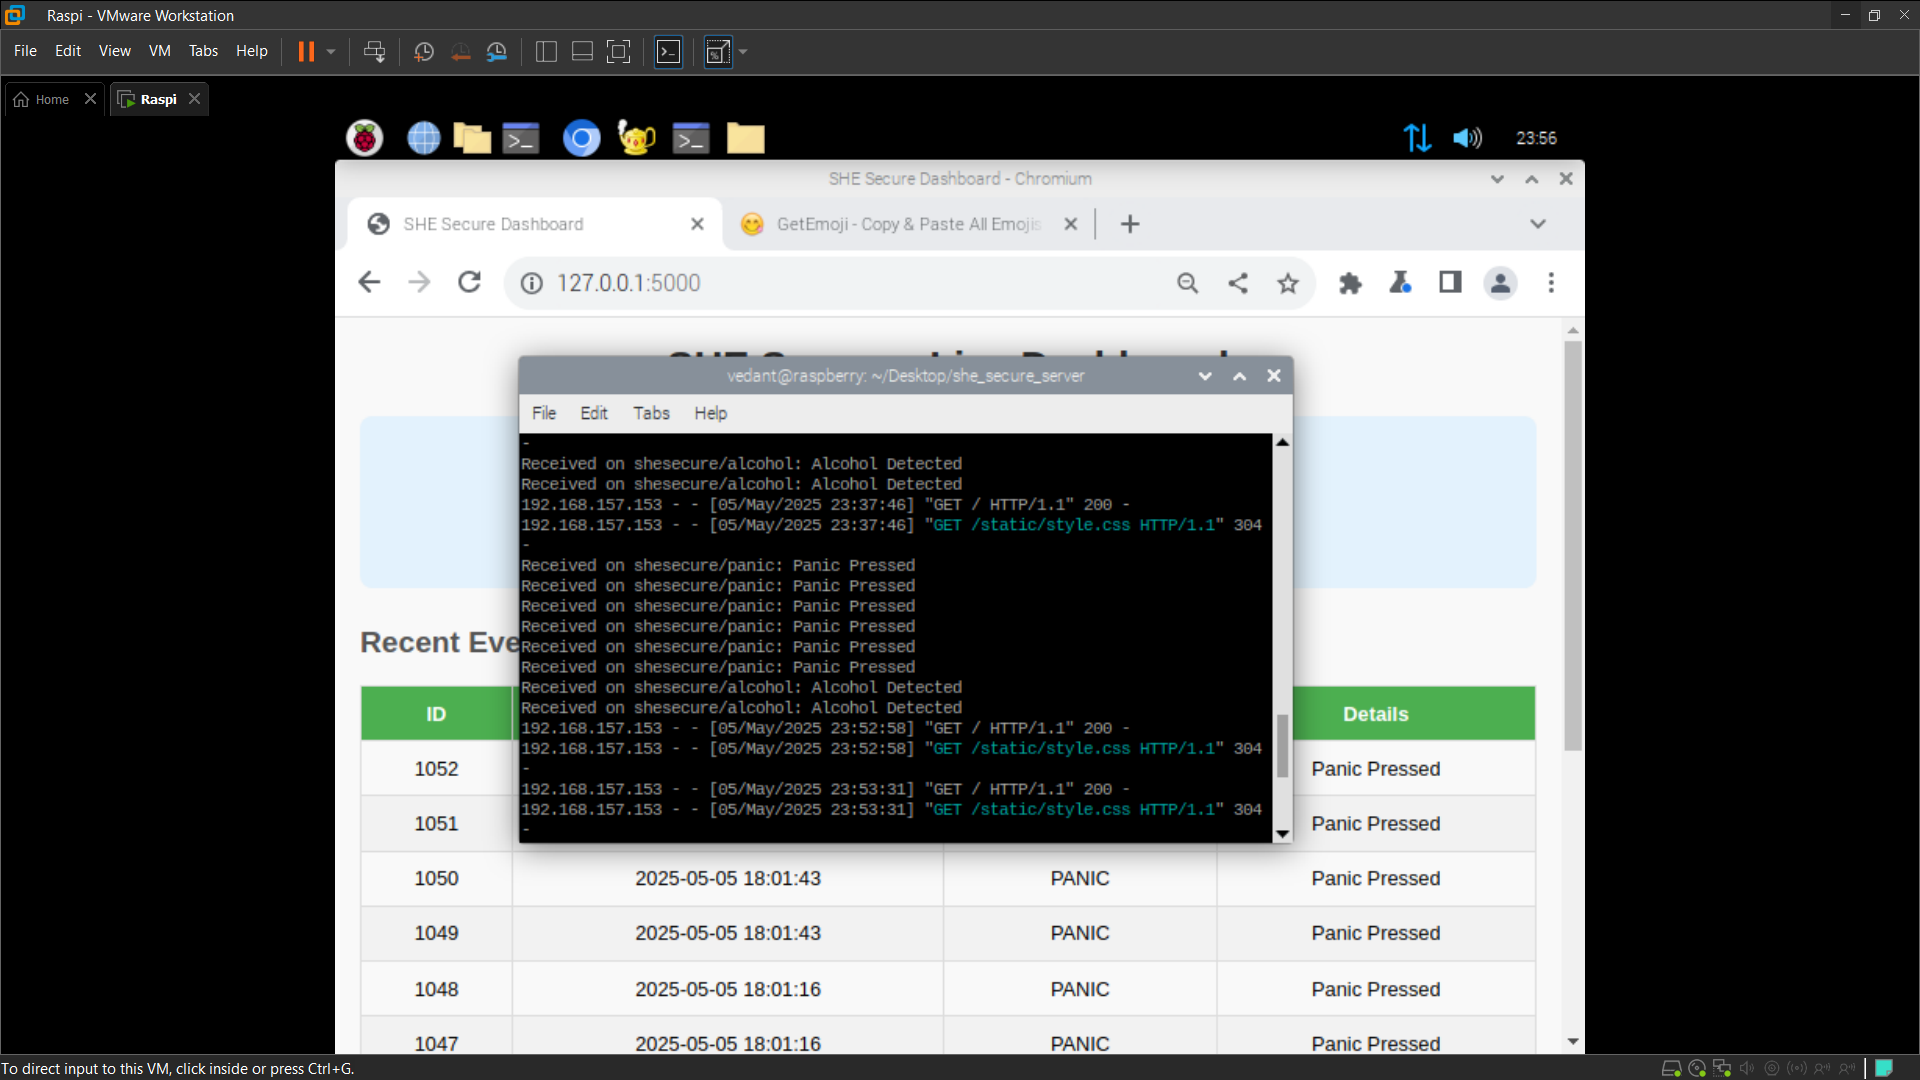 Raspi - VMware Workstation
File Edit View VM Tabs Help
Home Raspi
23:56
SHE Secure Dashboard - Chromium
SHE Secure Dashboard GetEmoji - Copy & Paste All Emojis
127.0.0.1:5000
vedant@raspberry: ~/Desktop/she_secure_server
File Edit Tabs Help
-
Received on shesecure/alcohol: Alcohol Detected
Received on shesecure/alcohol: Alcohol Detected
192.168.157.153 - - [05/May/2025 23:37:46] "GET / HTTP/1.1" 200 -
192.168.157.153 - - [05/May/2025 23:37:46] "GET /static/style.css HTTP/1.1" 304
-
Received on shesecure/panic: Panic Pressed
Received on shesecure/panic: Panic Pressed
Received on shesecure/panic: Panic Pressed
Received on shesecure/panic: Panic Pressed
Received on shesecure/panic: Panic Pressed
Received on shesecure/panic: Panic Pressed
Received on shesecure/alcohol: Alcohol Detected
Received on shesecure/alcohol: Alcohol Detected
192.168.157.153 - - [05/May/2025 23:52:58] "GET / HTTP/1.1" 200 -
192.168.157.153 - - [05/May/2025 23:52:58] "GET /static/style.css HTTP/1.1" 304
-
192.168.157.153 - - [05/May/2025 23:53:31] "GET / HTTP/1.1" 200 -
192.168.157.153 - - [05/May/2025 23:53:31] "GET /static/style.css HTTP/1.1" 304
-
Recent Eve
ID Details
1052 Panic Pressed
1051 Panic Pressed
1050 2025-05-05 18:01:43 PANIC Panic Pressed
1049 2025-05-05 18:01:43 PANIC Panic Pressed
1048 2025-05-05 18:01:16 PANIC Panic Pressed
1047 2025-05-05 18:01:16 PANIC Panic Pressed
To direct input to this VM, click inside or press Ctrl+G.